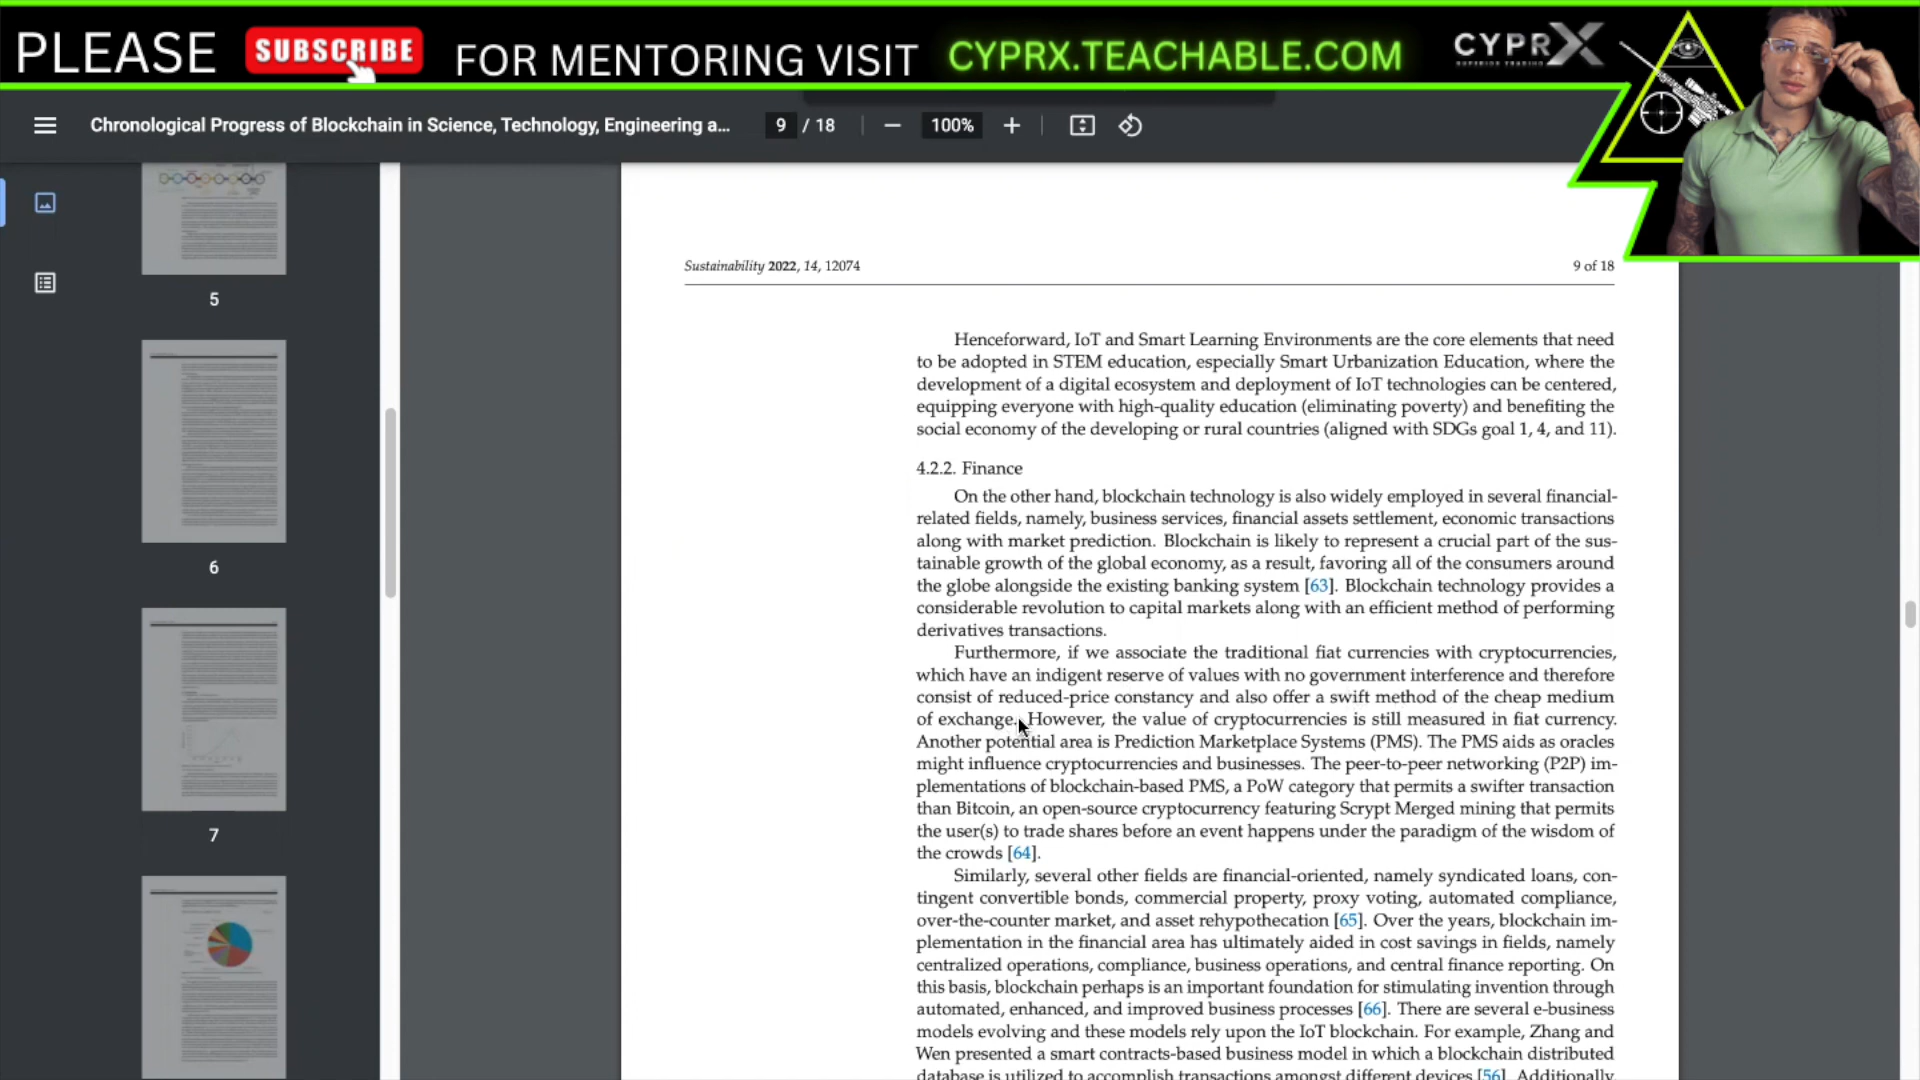 PLEASE SUBSCRIBE FOR MENTORING VISIT CYPRX.TEACHABLE.COM CYPRX
SUPERIOR TRADING
Chronological Progress of Blockchain in Science, Technology, Engineering a... 9 / 18 100%
5
6
7
Sustainability 2022, 14, 12074 9 of 18
Henceforward, IoT and Smart Learning Environments are the core elements that need
to be adopted in STEM education, especially Smart Urbanization Education, where the
development of a digital ecosystem and deployment of IoT technologies can be centered,
equipping everyone with high-quality education (eliminating poverty) and benefiting the
social economy of the developing or rural countries (aligned with SDGs goal 1, 4, and 11).
4.2.2. Finance
On the other hand, blockchain technology is also widely employed in several financial-
related fields, namely, business services, financial assets settlement, economic transactions
along with market prediction. Blockchain is likely to represent a crucial part of the sus-
tainable growth of the global economy, as a result, favoring all of the consumers around
the globe alongside the existing banking system [63]. Blockchain technology provides a
considerable revolution to capital markets along with an efficient method of performing
derivatives transactions.
Furthermore, if we associate the traditional fiat currencies with cryptocurrencies,
which have an indigent reserve of values with no government interference and therefore
consist of reduced-price constancy and also offer a swift method of the cheap medium
of exchange. However, the value of cryptocurrencies is still measured in fiat currency.
Another potential area is Prediction Marketplace Systems (PMS). The PMS aids as oracles
might influence cryptocurrencies and businesses. The peer-to-peer networking (P2P) im-
plementations of blockchain-based PMS, a PoW category that permits a swifter transaction
than Bitcoin, an open-source cryptocurrency featuring Scrypt Merged mining that permits
the user(s) to trade shares before an event happens under the paradigm of the wisdom of
the crowds [64].
Similarly, several other fields are financial-oriented, namely syndicated loans, con-
tingent convertible bonds, commercial property, proxy voting, automated compliance,
over-the-counter market, and asset rehypothecation [65]. Over the years, blockchain im-
plementation in the financial area has ultimately aided in cost savings in fields, namely
centralized operations, compliance, business operations, and central finance reporting. On
this basis, blockchain perhaps is an important foundation for stimulating invention through
automated, enhanced, and improved business processes [66]. There are several e-business
models evolving and these models rely upon the IoT blockchain. For example, Zhang and
Wen presented a smart contracts-based business model in which a blockchain distributed
database is utilized to accomplish transactions amongst different devices [56]. Additionally,